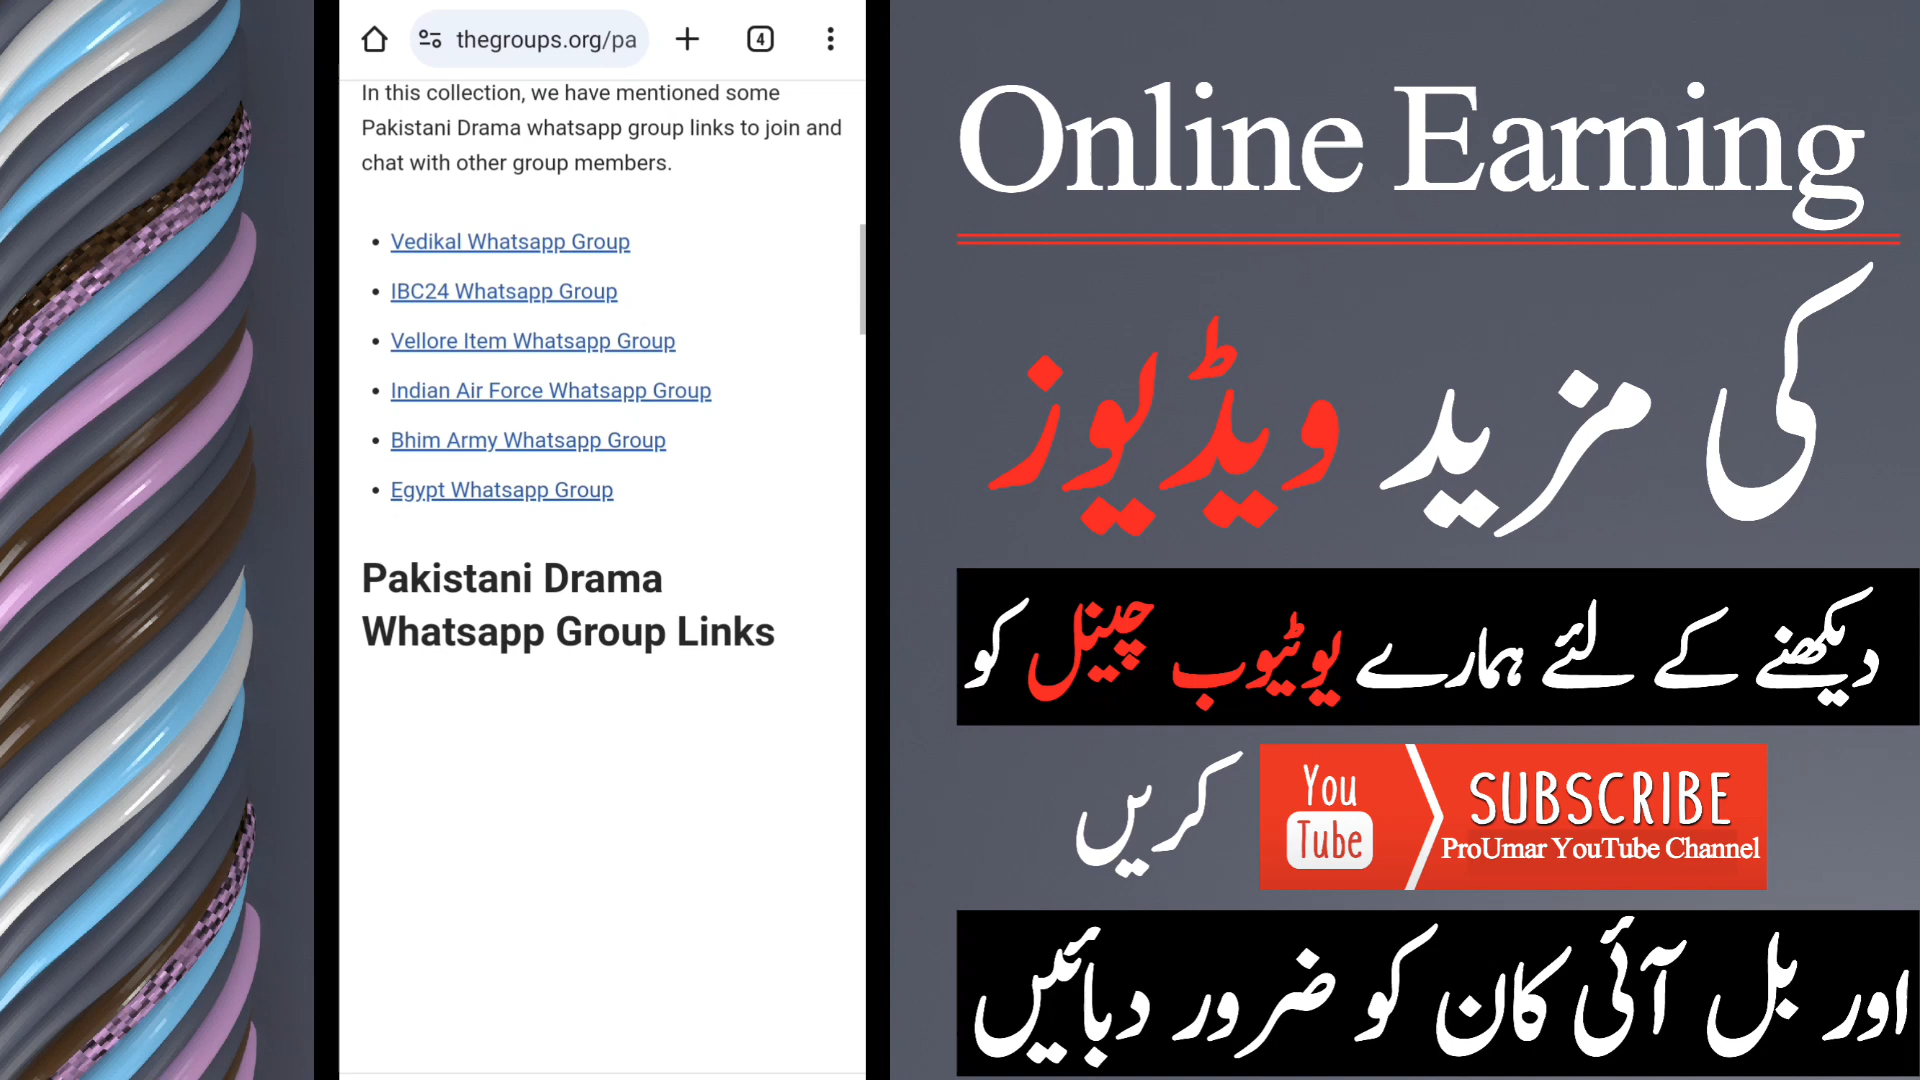 thegroups.org/pa
4
In this collection, we have mentioned some
Pakistani Drama whatsapp group links to join and
chat with other group members.
Vedikal Whatsapp Group
IBC24 Whatsapp Group
Vellore Item Whatsapp Group
Indian Air Force Whatsapp Group
Bhim Army Whatsapp Group
Egypt Whatsapp Group
Pakistani Drama
Whatsapp Group Links
Online Earning
کی مزید ویڈیوز
دیکھنے کے لئے ہمارے یوٹیوب چینل کو
You
Tube
SUBSCRIBE
ProUmar YouTube Channel
کریں
اور بل آئی کان کو ضرور دبائیں